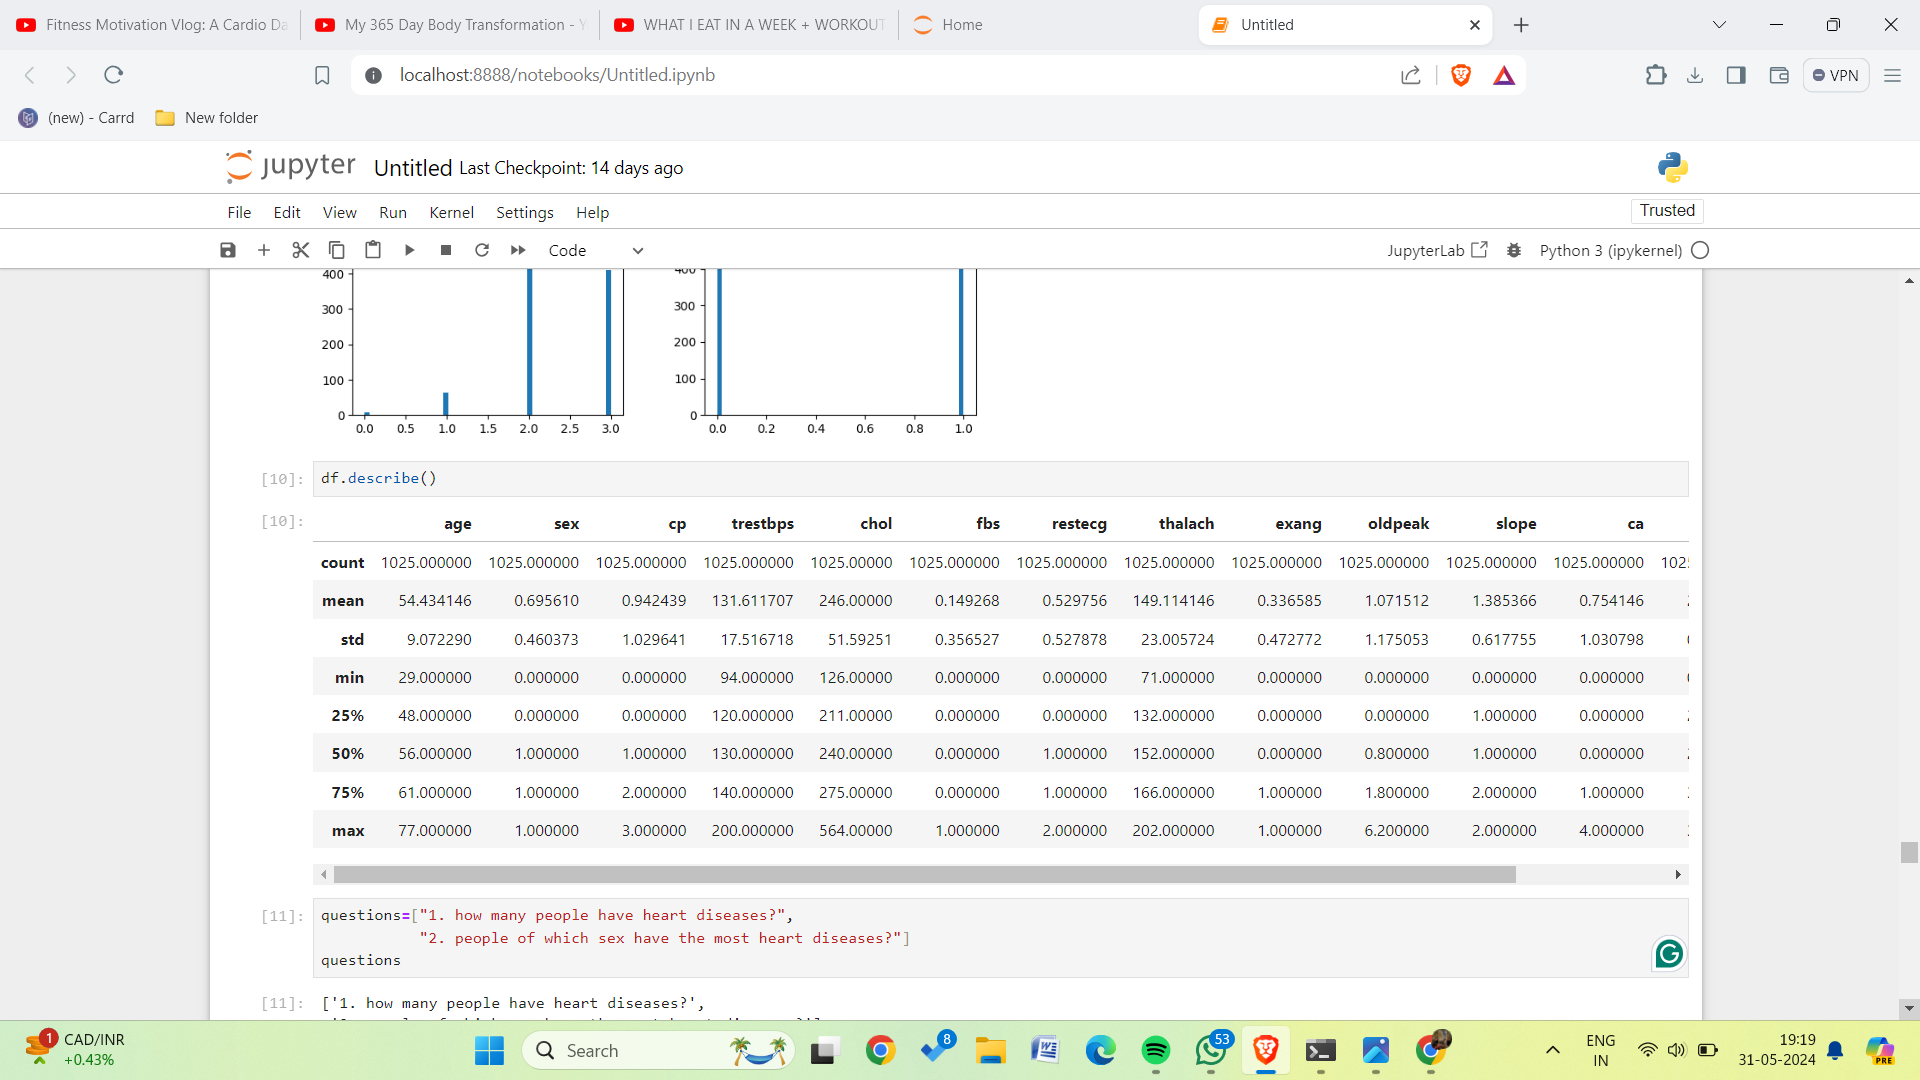 Fitness Motivation Vlog: A Cardio Da
My 365 Day Body Transformation - Y
WHAT I EAT IN A WEEK + WORKOUT
Home
Untitled
localhost:8888/notebooks/Untitled.ipynb
VPN
(new) - Carrd
New folder
jupyter Untitled Last Checkpoint: 14 days ago
File Edit View Run Kernel Settings Help
Trusted
Code
JupyterLab
Python 3 (ipykernel)
400
300
200
100
0
0.0 0.5 1.0 1.5 2.0 2.5 3.0
400
300
200
100
0
0.0 0.2 0.4 0.6 0.8 1.0
[10]: df.describe()
[10]:
age sex cp trestbps chol fbs restecg thalach exang oldpeak slope ca
count 1025.000000 1025.000000 1025.000000 1025.000000 1025.00000 1025.000000 1025.000000 1025.000000 1025.000000 1025.000000 1025.000000 1025.000000 1025
mean 54.434146 0.695610 0.942439 131.611707 246.00000 0.149268 0.529756 149.114146 0.336585 1.071512 1.385366 0.754146
std 9.072290 0.460373 1.029641 17.516718 51.59251 0.356527 0.527878 23.005724 0.472772 1.175053 0.617755 1.030798
min 29.000000 0.000000 0.000000 94.000000 126.00000 0.000000 0.000000 71.000000 0.000000 0.000000 0.000000 0.000000
25% 48.000000 0.000000 0.000000 120.000000 211.00000 0.000000 0.000000 132.000000 0.000000 0.000000 1.000000 0.000000
50% 56.000000 1.000000 1.000000 130.000000 240.00000 0.000000 1.000000 152.000000 0.000000 0.800000 1.000000 0.000000
75% 61.000000 1.000000 2.000000 140.000000 275.00000 0.000000 1.000000 166.000000 1.000000 1.800000 2.000000 1.000000
max 77.000000 1.000000 3.000000 200.000000 564.00000 1.000000 2.000000 202.000000 1.000000 6.200000 2.000000 4.000000
[11]: questions=["1. how many people have heart diseases?",
"2. people of which sex have the most heart diseases?"]
questions
[11]: ['1. how many people have heart diseases?',
1
CAD/INR
+0.43%
Search
8
53
ENG
IN
19:19
31-05-2024
PRE